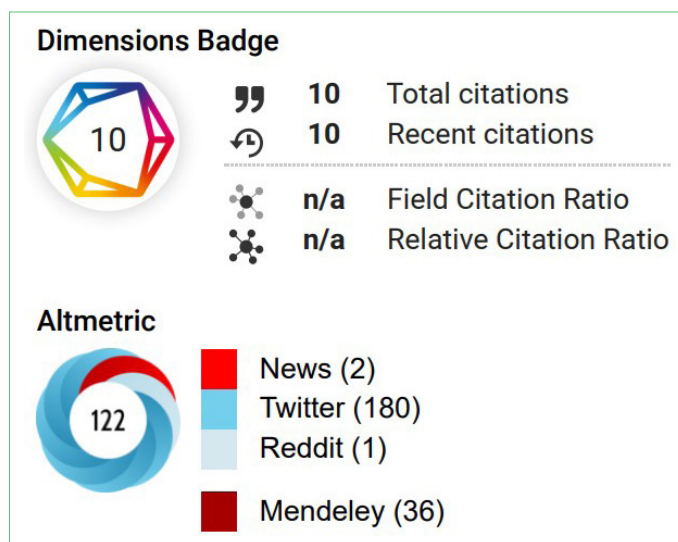 Dimensions Badge
10
10 Total citations
10 Recent citations
n/a Field Citation Ratio
n/a Relative Citation Ratio
Altmetric
122
News (2)
Twitter (180)
Reddit (1)
Mendeley (36)